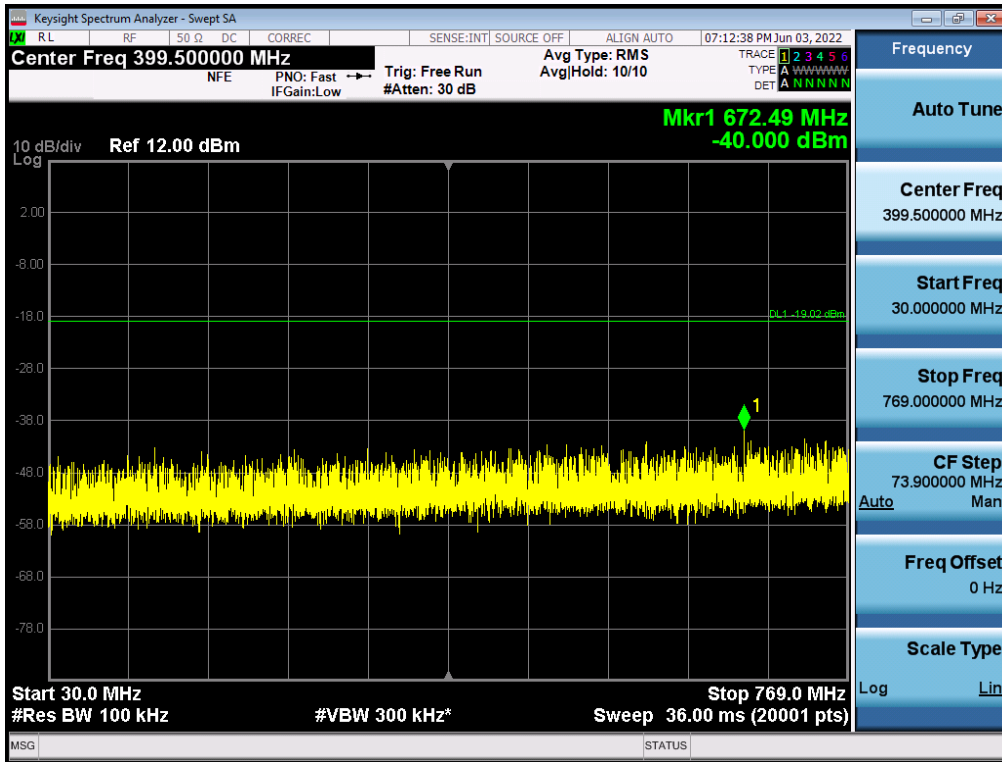 Keysight Spectrum Analyzer - Swept SA
LXI RL RF 50 Ω DC CORREC SENSE:INT SOURCE OFF ALIGN AUTO 07:12:38 PM Jun 03, 2022
Center Freq 399.500000 MHz
NFE PNO: Fast Trig: Free Run Avg Type: RMS TRACE 1 2 3 4 5 6
IFGain:Low #Atten: 30 dB Avg|Hold: 10/10 TYPE A WWWWW
DET A N N N N N
Mkr1 672.49 MHz
-40.000 dBm
10 dB/div Ref 12.00 dBm
Log
2.00
-8.00
-18.0
DL1 -19.02 dBm
-28.0
-38.0
1
-48.0
-58.0
-68.0
-78.0
Start 30.0 MHz Stop 769.0 MHz
#Res BW 100 kHz #VBW 300 kHz* Sweep 36.00 ms (20001 pts)
MSG STATUS
Frequency
Auto Tune
Center Freq
399.500000 MHz
Start Freq
30.000000 MHz
Stop Freq
769.000000 MHz
CF Step
73.900000 MHz
Auto Man
Freq Offset
0 Hz
Scale Type
Log Lin